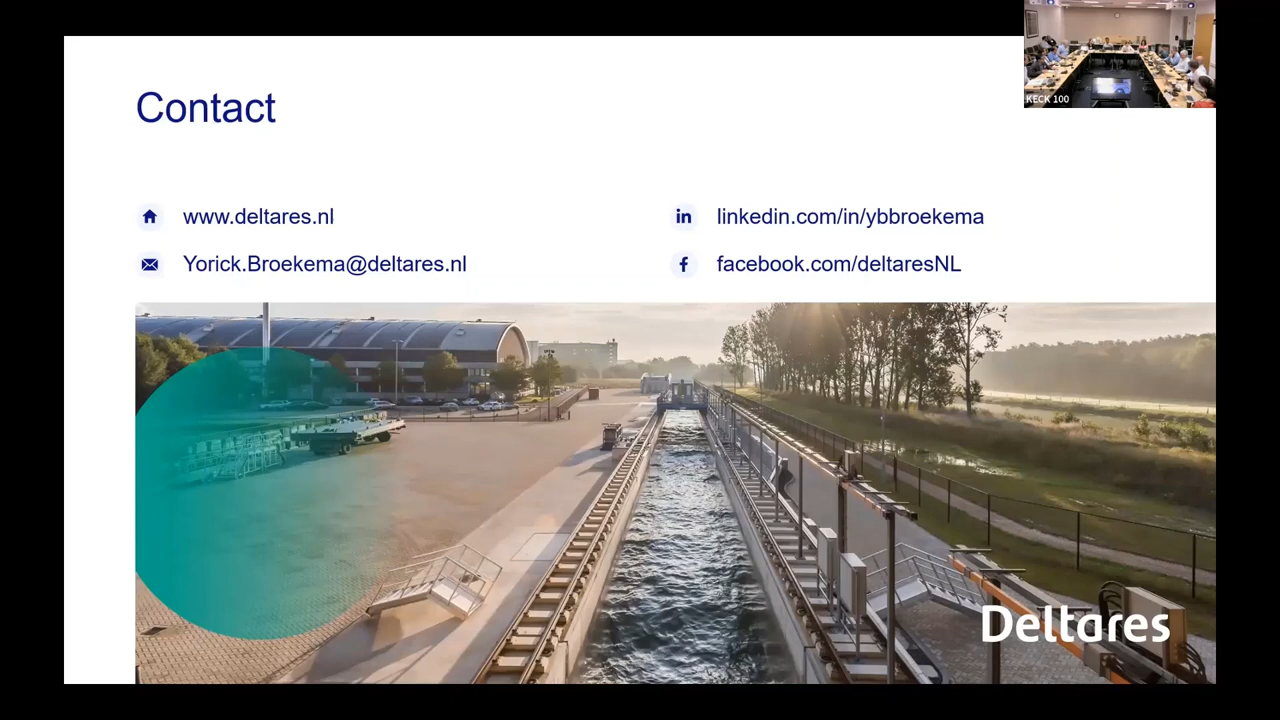 KECK 100
Contact
www.deltares.nl
linkedin.com/in/ybbroekema
Yorick.Broekema@deltares.nl
facebook.com/deltaresNL
Deltares